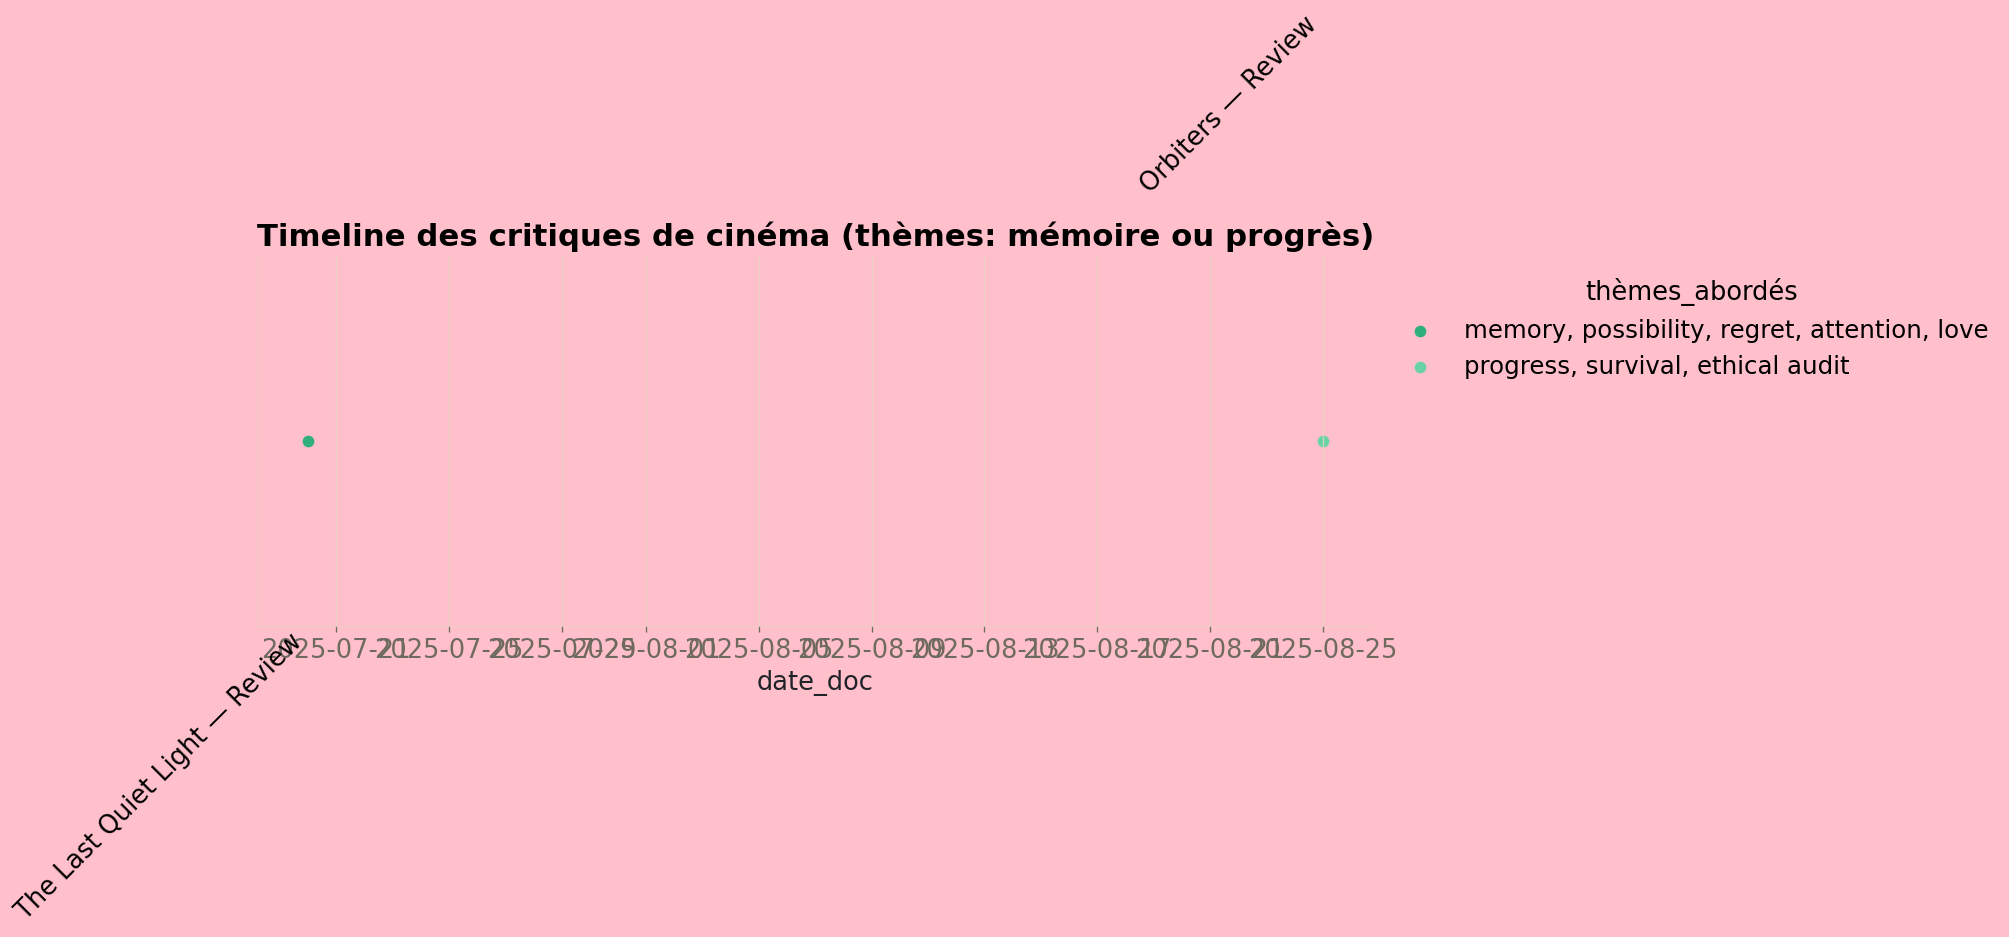 Orbiters — Review
Timeline des critiques de cinéma (thèmes: mémoire ou progrès)
thèmes_abordés
memory, possibility, regret, attention, love
progress, survival, ethical audit
2025-07-21
2025-07-25
2025-07-29
2025-08-01
2025-08-05
2025-08-09
2025-08-13
2025-08-17
2025-08-21
2025-08-25
date_doc
The Last Quiet Light — Review